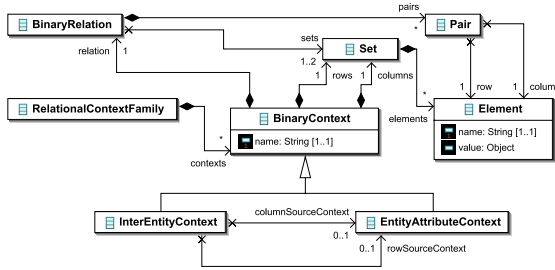 BinaryRelation
pairs
Pair
*
relation
1
sets
1..2
Set
1
rows
1
columns
1
row
1
colum
*
elements
RelationalContextFamily
*
contexts
BinaryContext
name: String [1..1]
Element
name: String [1..1]
value: Object
InterEntityContext
columnSourceContext
0..1
EntityAttributeContext
0..1
rowSourceContext